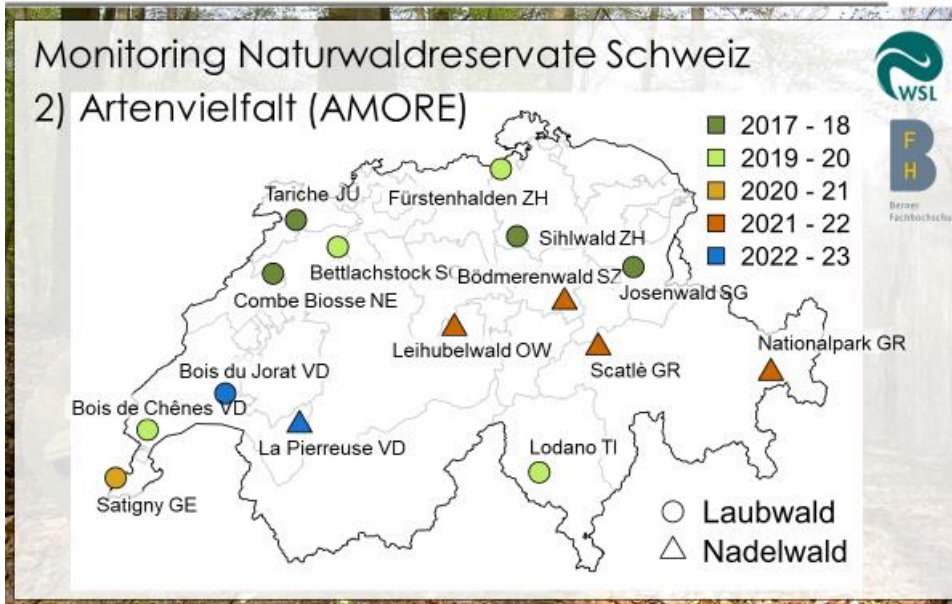 Monitoring Naturwaldreservate Schweiz
2) Artenvielfalt (AMORE)
WSL
2017 - 18
2019 - 20
2020 - 21
2021 - 22
2022 - 23
B
F
H
Berner
Fachhochschule
Tariche JU
Fürstenhalden ZH
Sihlwald ZH
Bettlachstock SO
Bödmerenwald SZ
Combe Biosse NE
Josenwald SG
Leihubelwald OW
Nationalpark GR
Scatlè GR
Bois du Jorat VD
Bois de Chênes VD
La Pierreuse VD
Lodano TI
Satigny GE
Laubwald
Nadelwald